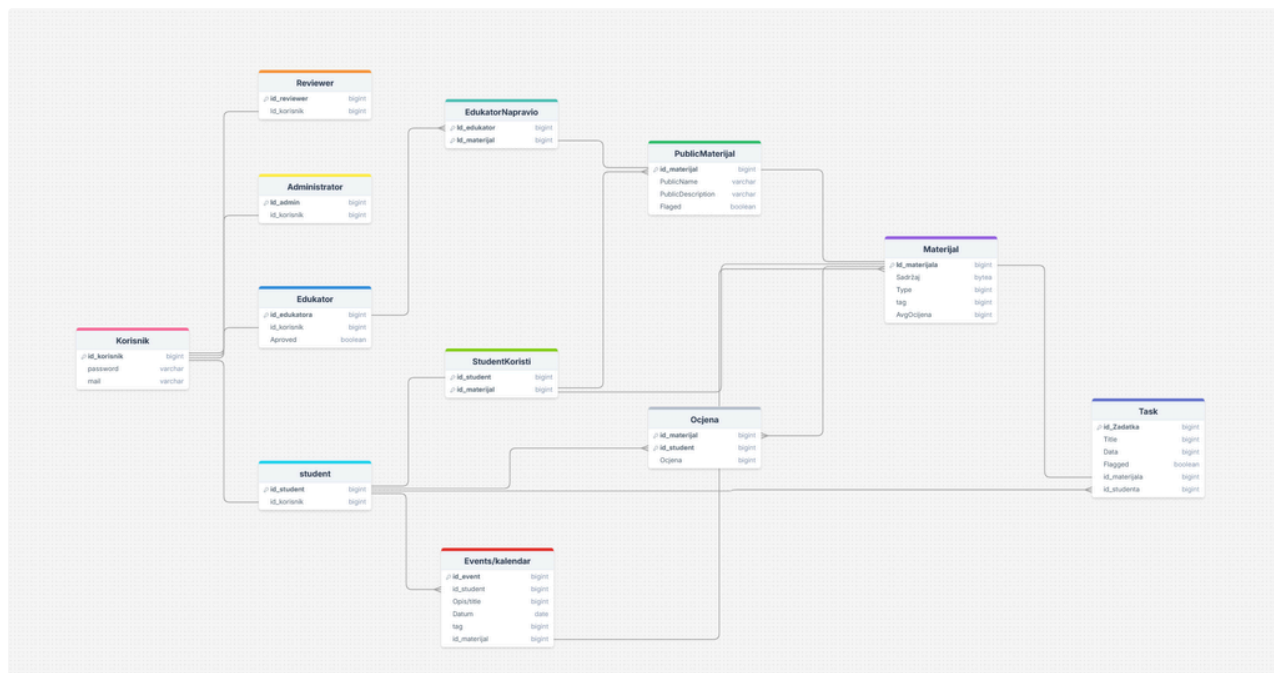 Reviewer
id_reviewer bigint
Id_korisnik bigint
Administrator
Id_admin bigint
id_korisnik bigint
Edukator
id_edukatora bigint
id_korisnik bigint
Aproved boolean
Korisnik
id_korisnik bigint
password varchar
mail varchar
student
id_student bigint
id_korisnik bigint
EdukatorNapravio
Id_edukator bigint
Id_materijal bigint
StudentKoristi
id_student bigint
id_materijal bigint
Events/kalendar
id_event bigint
id_student bigint
Opis/title bigint
Datum date
tag bigint
id_materijal bigint
PublicMaterijal
id_materijal bigint
PublicName varchar
PublicDescription varchar
Flaged boolean
Ocjena
id_materijal bigint
id_student bigint
Ocjena bigint
Materijal
Id_materijala bigint
Sadržaj bytea
Type bigint
tag bigint
AvgOcijena bigint
Task
id_Zadatka bigint
Title bigint
Data bigint
Flagged boolean
id_materijala bigint
id_studenta bigint